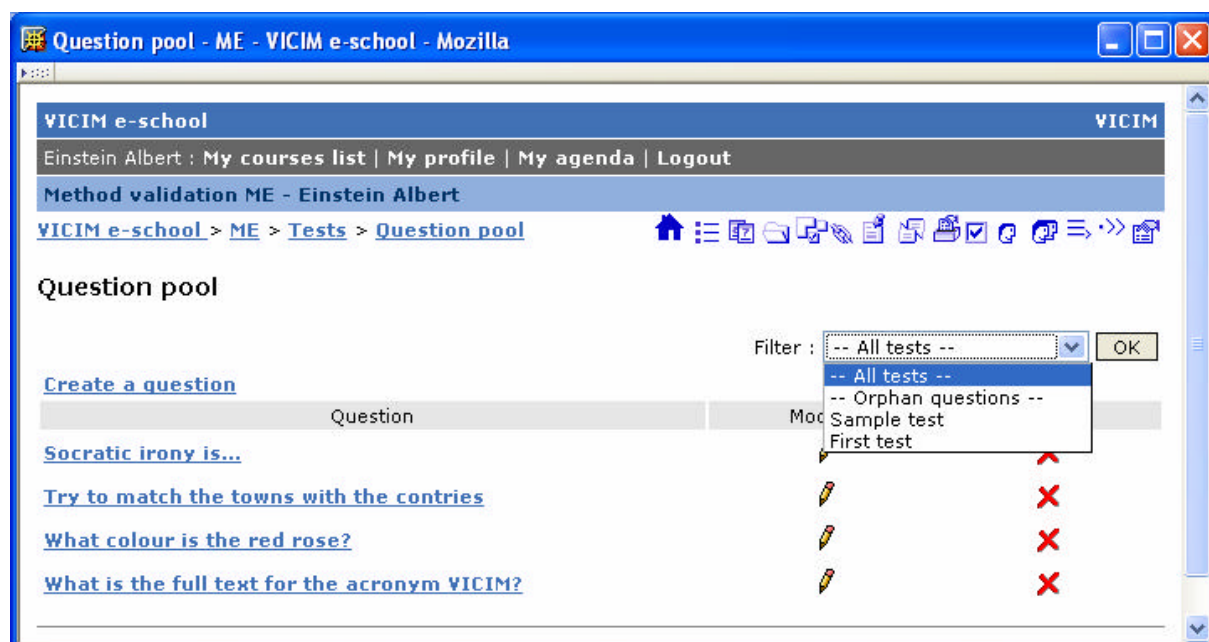 Question pool - ME - VICIM e-school - Mozilla
VICIM e-school VICIM
Einstein Albert : My courses list | My profile | My agenda | Logout
Method validation ME - Einstein Albert
VICIM e-school > ME > Tests > Question pool
Question pool
Filter : -- All tests -- OK
-- All tests --
-- Orphan questions --
Sample test
First test
Create a question
Question
Socratic irony is...
Try to match the towns with the contries
What colour is the red rose?
What is the full text for the acronym VICIM?